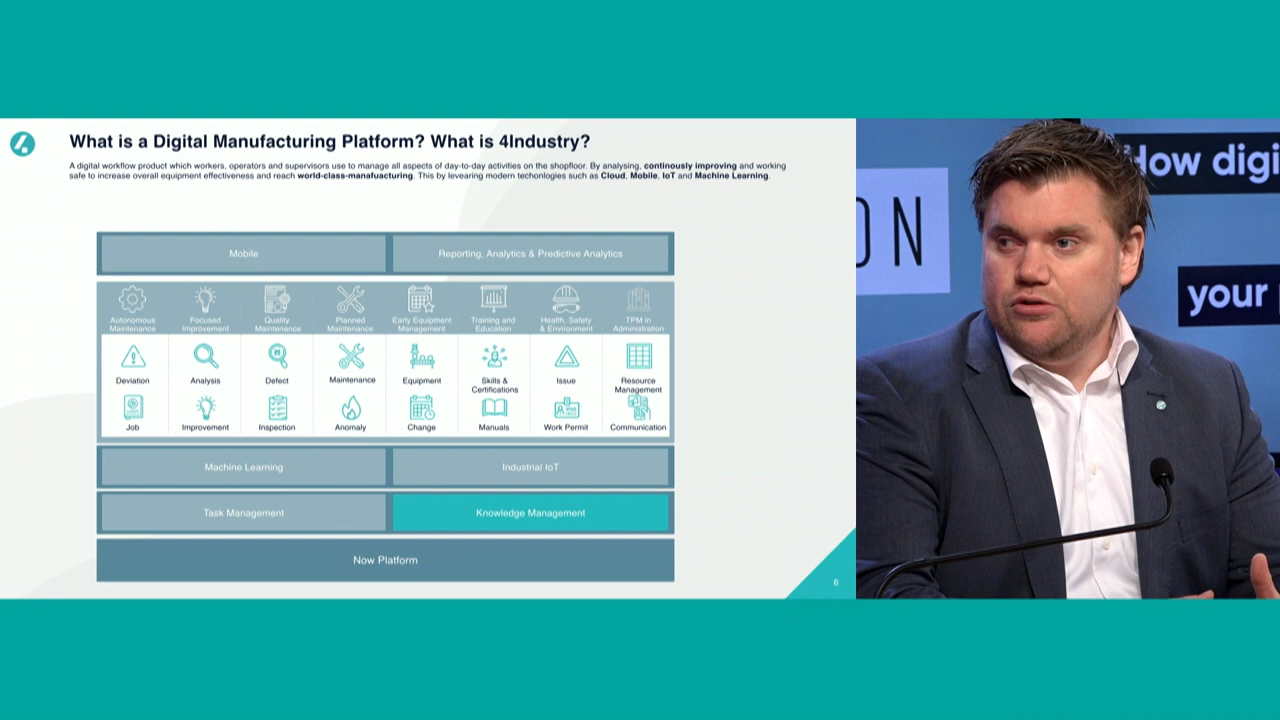 What is a Digital Manufacturing Platform? What is 4Industry?
A digital workflow product which workers, operators and supervisors use to manage all aspects of day-to-day activities on the shopfloor. By analysing, continously improving and working
safe to increase overall equipment effectiveness and reach world-class-manafuacturing. This by levearing modern techonlogies such as Cloud, Mobile, IoT and Machine Learning.
Mobile
Reporting, Analytics & Predictive Analytics
Autonomous
Maintenance
Focused
Improvement
Quality
Maintenance
Planned
Maintenance
Early Equipment
Management
Training and
Education
Health, Safety
& Environment
TPM in
Administration
Deviation
Analysis
Defect
Maintenance
Equipment
Skills &
Certifications
Issue
Resource
Management
Job
Improvement
Inspection
Anomaly
Change
Manuals
Work Permit
Communication
Machine Learning
Industrial IoT
Task Management
Knowledge Management
Now Platform
6
ON
How digi
your